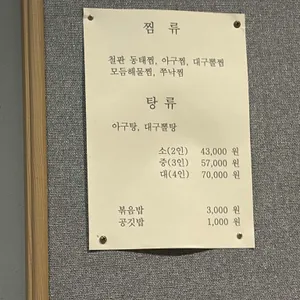 찜 류
철판 동태찜, 아구찜, 대구뽈찜
모듬해물찜, 쭈낙찜
탕 류
아구탕, 대구뽈탕
소(2인) 43,000 원
중(3인) 57,000 원
대(4인) 70,000 원
볶음밥 3,000 원
공깃밥 1,000 원